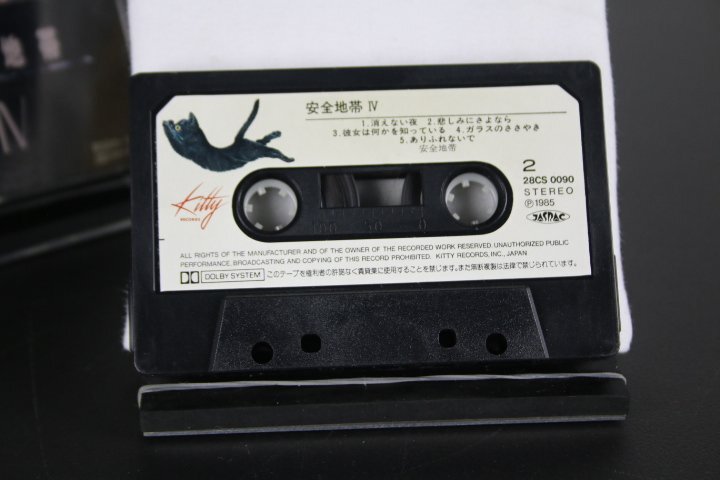 安全地帯 Ⅳ
1.消えない夜 2.悲しみにさよなら
3.彼女は何かを知っている 4.ガラスのささやき
5.ありふれないで
安全地帯
Kitty
RECORDS
2
28CS 0090
STEREO
Ⓟ1985
JASRAC
100 50 0
ALL RIGHTS OF THE MANUFACTURER AND OF THE OWNER OF THE RECORDED WORK RESERVED. UNAUTHORIZED PUBLIC
PERFORMANCE, BROADCASTING AND COPYING OF THIS RECORD PROHIBITED. KITTY RECORDS, INC., JAPAN
DOLBY SYSTEM このテープを権利者の許諾なく賃貸業に使用することを禁じます。また無断複製は法律で禁じられています。
地帯